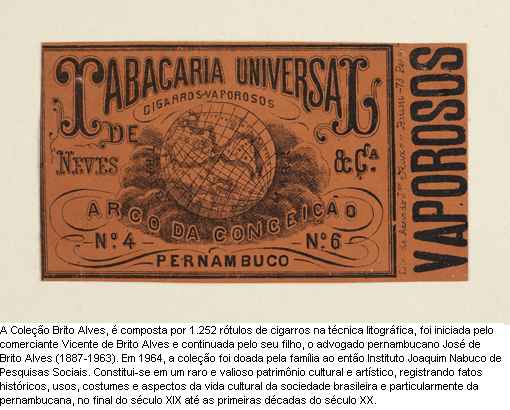 TABACARIA UNIVERSAL
CIGARROS VAPOROSOS
DE
NEVES & Cᴬ
ARCO DA CONCEIÇÃO
Nº 4 Nº 6
PERNAMBUCO
VAPOROSOS
A Coleção Brito Alves, é composta por 1.252 rótulos de cigarros na técnica litográfica, foi iniciada pelo
comerciante Vicente de Brito Alves e continuada pelo seu filho, o advogado pernambucano José de
Brito Alves (1887-1963). Em 1964, a coleção foi doada pela família ao então Instituto Joaquim Nabuco de
Pesquisas Sociais. Constitui-se em um raro e valioso patrimônio cultural e artístico, registrando fatos
históricos, usos, costumes e aspectos da vida cultural da sociedade brasileira e particularmente da
pernambucana, no final do século XIX até as primeiras décadas do século XX.